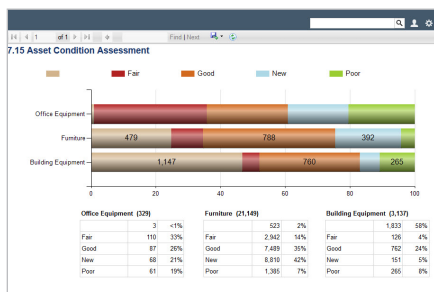 1 of 1 Find | Next
7.15 Asset Condition Assessment
Fair Good New Poor
Office Equipment
Furniture 479 788 392
Building Equipment 1,147 760 265
0 20 40 60 80 100
Office Equipment (329)
3 <1%
Fair 110 33%
Good 87 26%
New 68 21%
Poor 61 19%
Furniture (21,149)
523 2%
Fair 2,942 14%
Good 7,489 35%
New 8,810 42%
Poor 1,385 7%
Building Equipment (3,137)
1,833 58%
Fair 126 4%
Good 762 24%
New 151 5%
Poor 265 8%